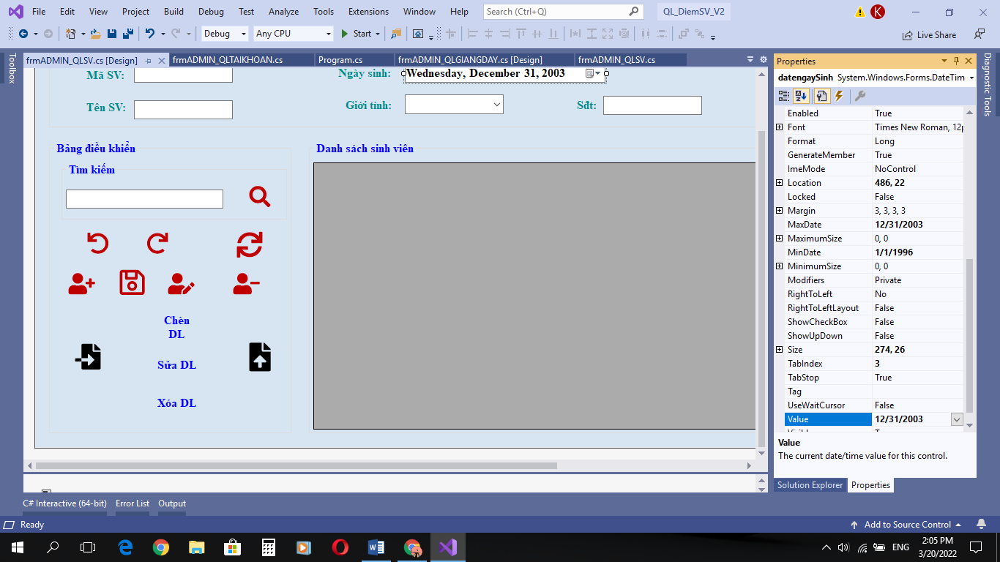 File Edit View Project Build Debug Test Analyze Tools Extensions Window Help Search (Ctrl+Q) QL_DiemSV_V2 K
Debug Any CPU Start Live Share
Toolbox
frmADMIN_QLSV.cs [Design] frmADMIN_QLTAIKHOAN.cs Program.cs frmADMIN_QLGIANGDAY.cs [Design] frmADMIN_QLSV.cs
Mã SV: Ngày sinh: Wednesday, December 31, 2003
Tên SV: Giới tính: Sđt:
Bảng điều khiển
Danh sách sinh viên
Tìm kiếm
Chèn
DL
Sửa DL
Xóa DL
Properties
datengaySinh System.Windows.Forms.DateTim
Enabled True
Font Times New Roman, 12p
Format Long
GenerateMember True
ImeMode NoControl
Location 486, 22
Locked False
Margin 3, 3, 3, 3
MaxDate 12/31/2003
MaximumSize 0, 0
MinDate 1/1/1996
MinimumSize 0, 0
Modifiers Private
RightToLeft No
RightToLeftLayout False
ShowCheckBox False
ShowUpDown False
Size 274, 26
TabIndex 3
TabStop True
Tag
UseWaitCursor False
Value 12/31/2003
Value
The current date/time value for this control.
Solution Explorer Properties
Diagnostic Tools
C# Interactive (64-bit) Error List Output
Ready Add to Source Control
ENG
2:05 PM
3/20/2022